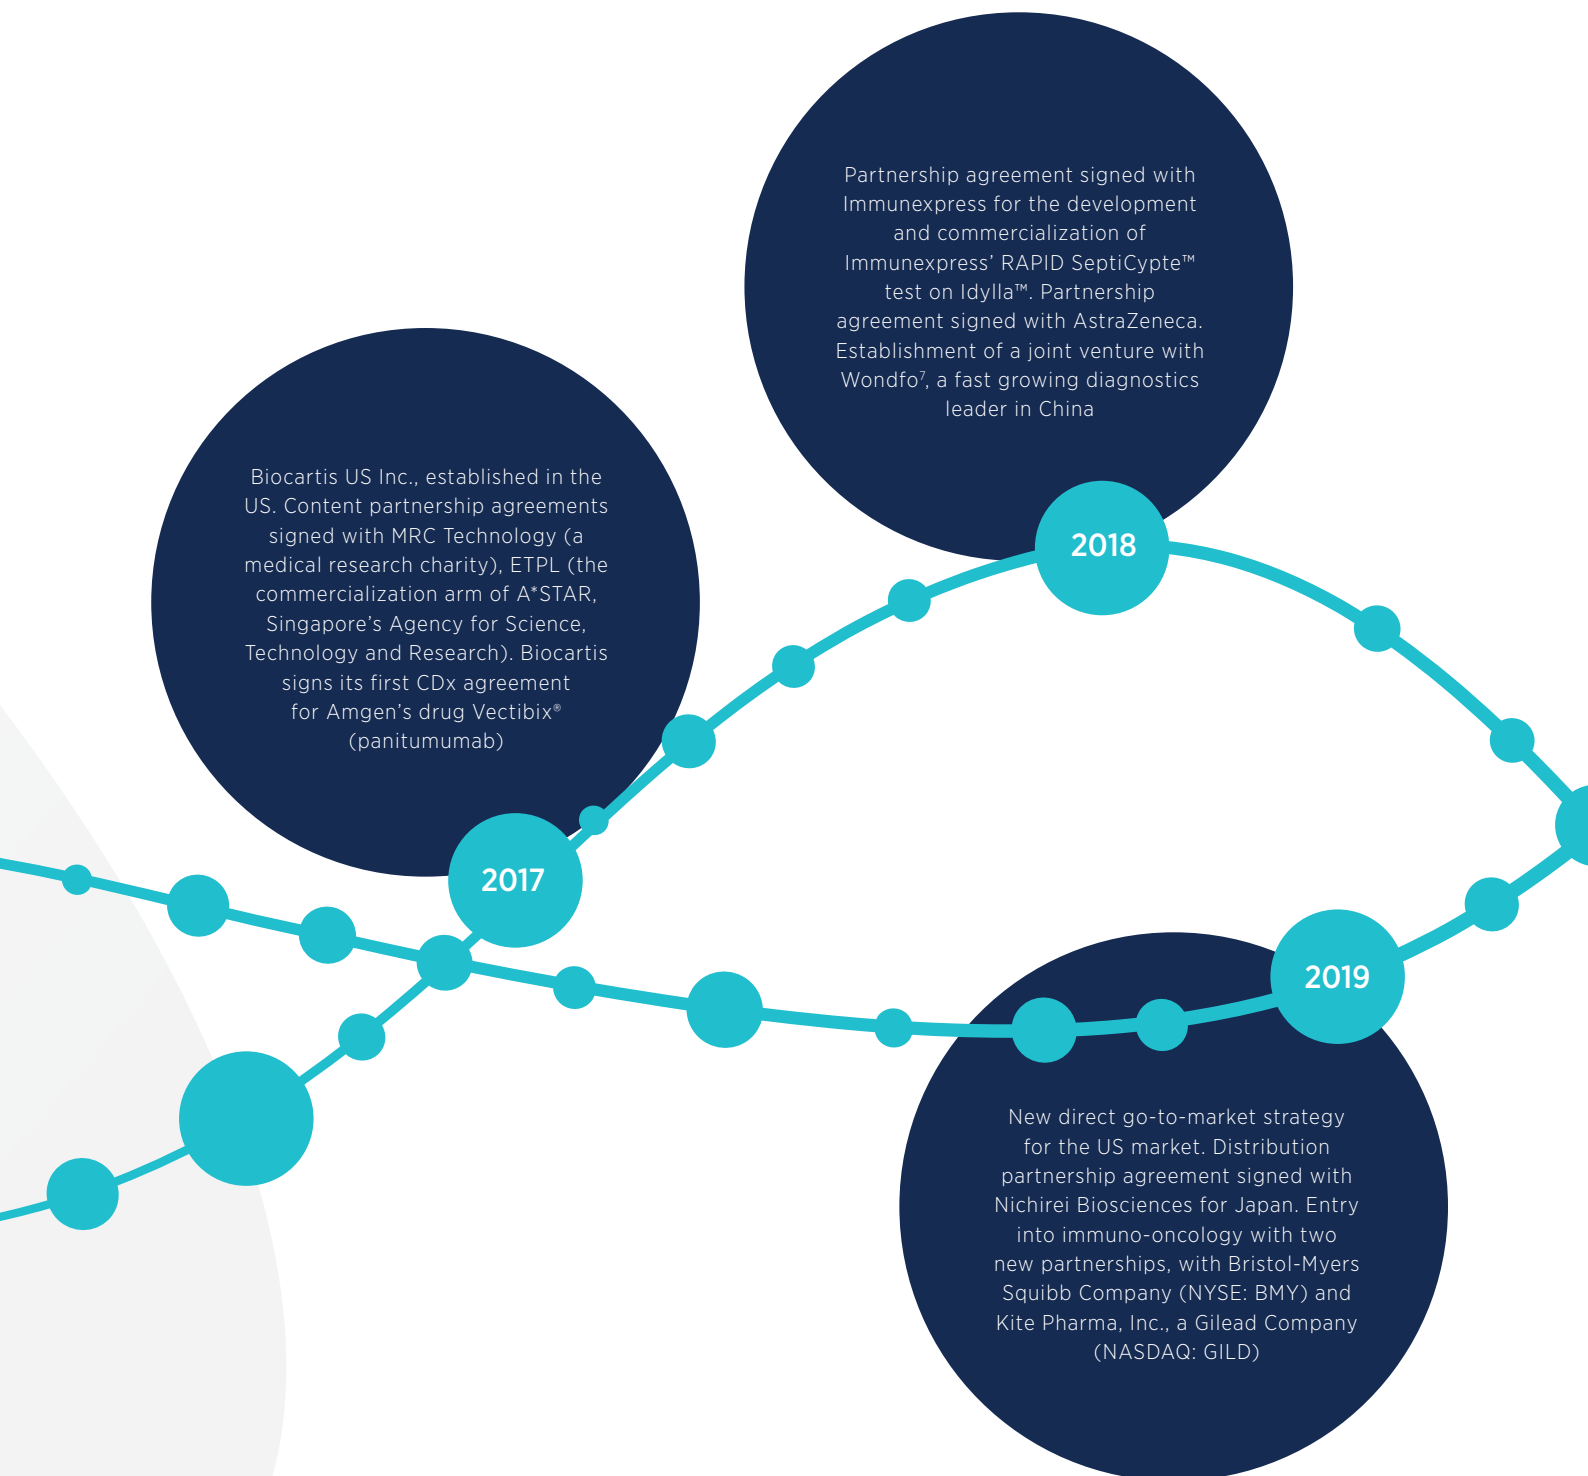 Partnership agreement signed with
Immunexpress for the development
and commercialization of
Immunexpress’ RAPID SeptiCypte™
test on Idylla™. Partnership
agreement signed with AstraZeneca.
Establishment of a joint venture with
Wondfo⁷, a fast growing diagnostics
leader in China
2018
Biocartis US Inc., established in the
US. Content partnership agreements
signed with MRC Technology (a
medical research charity), ETPL (the
commercialization arm of A*STAR,
Singapore’s Agency for Science,
Technology and Research). Biocartis
signs its first CDx agreement
for Amgen’s drug Vectibix®
(panitumumab)
2017
2019
New direct go-to-market strategy
for the US market. Distribution
partnership agreement signed with
Nichirei Biosciences for Japan. Entry
into immuno-oncology with two
new partnerships, with Bristol-Myers
Squibb Company (NYSE: BMY) and
Kite Pharma, Inc., a Gilead Company
(NASDAQ: GILD)